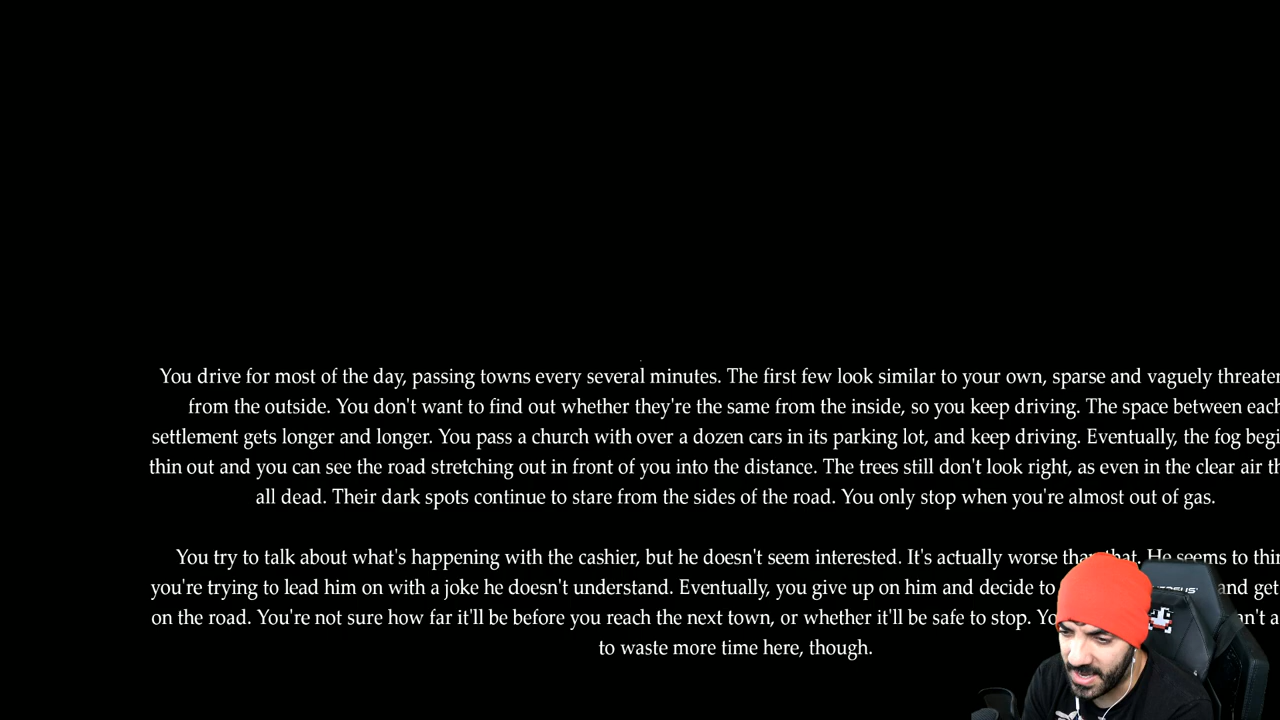 You drive for most of the day, passing towns every several minutes. The first few look similar to your own, sparse and vaguely threaten
from the outside. You don't want to find out whether they're the same from the inside, so you keep driving. The space between each
settlement gets longer and longer. You pass a church with over a dozen cars in its parking lot, and keep driving. Eventually, the fog begi
thin out and you can see the road stretching out in front of you into the distance. The trees still don't look right, as even in the clear air th
all dead. Their dark spots continue to stare from the sides of the road. You only stop when you're almost out of gas.
You try to talk about what's happening with the cashier, but he doesn't seem interested. It's actually worse than that. He seems to thin
you're trying to lead him on with a joke he doesn't understand. Eventually, you give up on him and decide to and get
on the road. You're not sure how far it'll be before you reach the next town, or whether it'll be safe to stop.
to waste more time here, though.